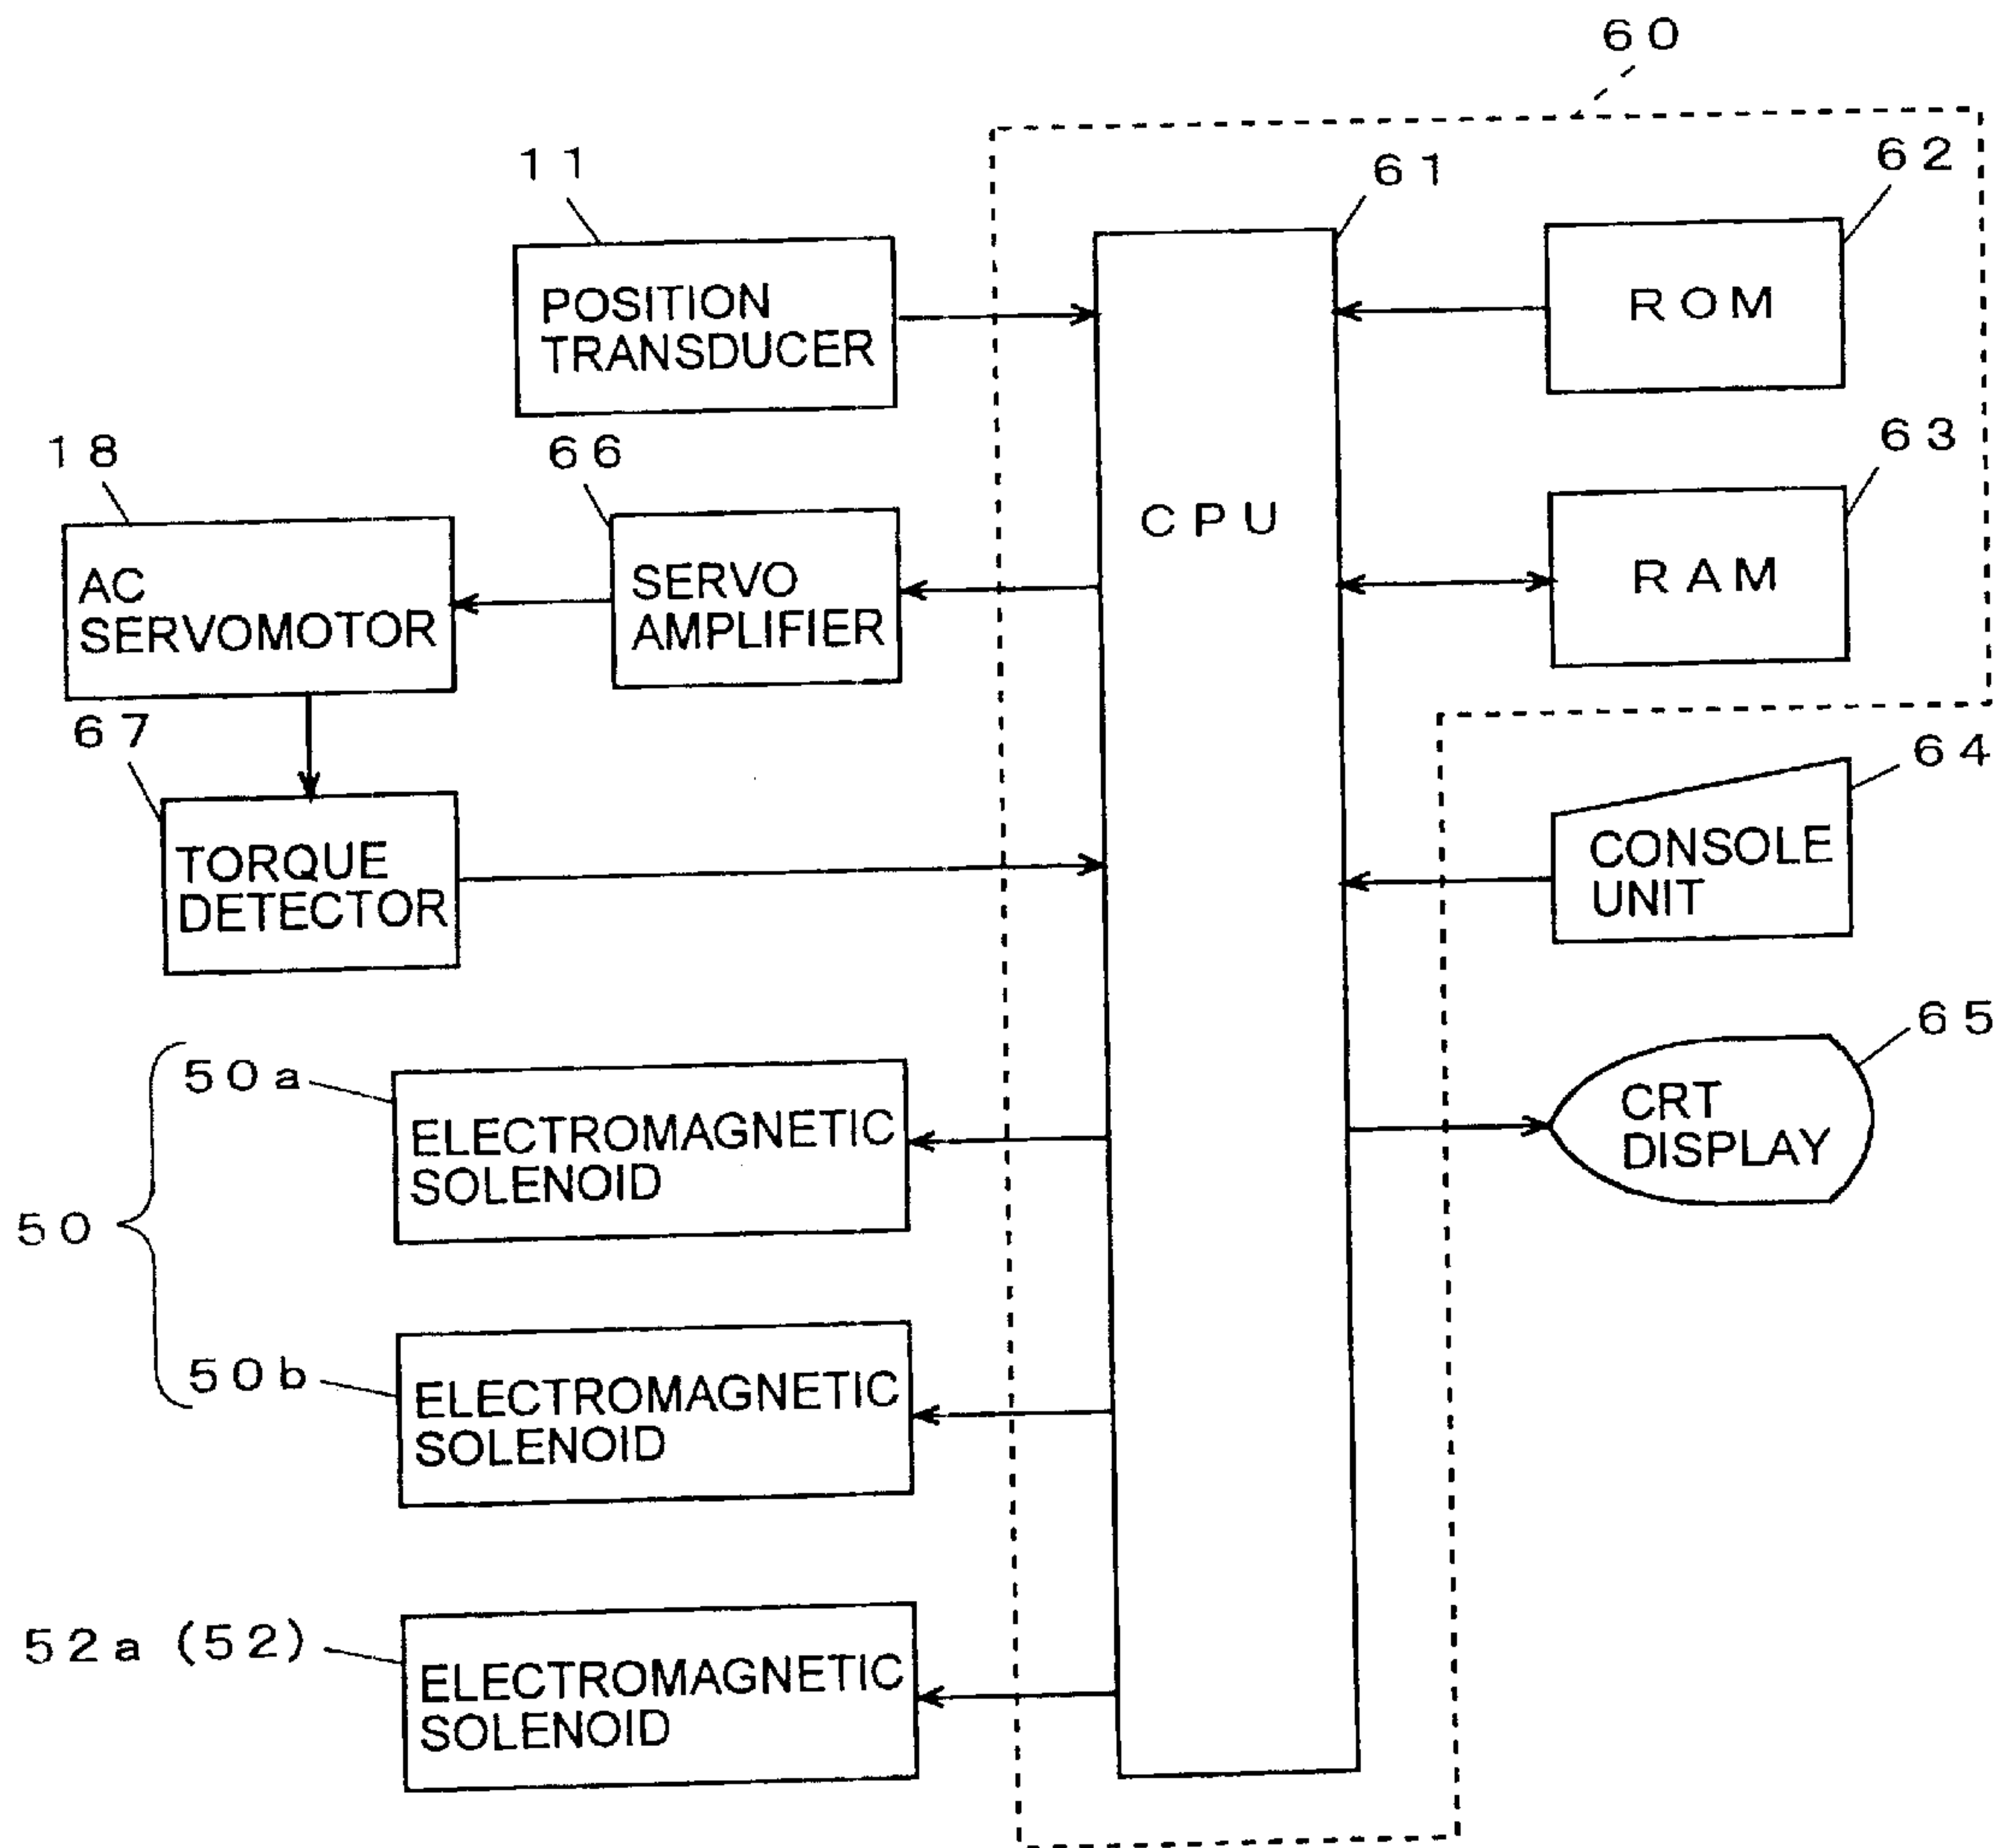 60
11
61
62
POSITION
TRANSDUCER
ROM
18
66
63
CPU
AC
SERVOMOTOR
SERVO
AMPLIFIER
RAM
67
64
TORQUE
DETECTOR
CONSOLE
UNIT
65
50a
ELECTROMAGNETIC
SOLENOID
CRT
DISPLAY
50
50b
ELECTROMAGNETIC
SOLENOID
52a (52)
ELECTROMAGNETIC
SOLENOID